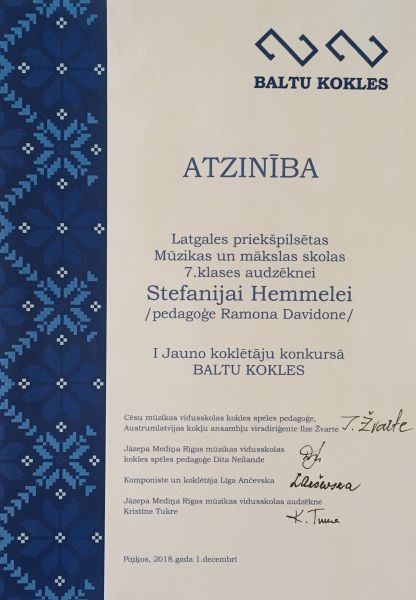 BALTU KOKLES
ATZINĪBA
Latgales priekšpilsētas
Mūzikas un mākslas skolas
7.klases audzēknei
Stefanijai Hemmelei
/pedagoģe Ramona Davidone/
I Jauno koklētāju konkursā
BALTU KOKLES
Cēsu mūzikas vidusskolas kokles spēles pedagoģe,
Austrumlatvijas kokļu ansambļu virsdiriģente Ilze Žvarte I. Žvarte
Jāzepa Mediņa Rīgas mūzikas vidusskolas
kokles spēles pedagoģe Dita Neilande
Komponiste un koklētāja Līga Ančevska
Jāzepa Mediņa Rīgas mūzikas vidusskolas audzēkne
Kristīne Tukre
Piņķos, 2018.gada 1.decembrī